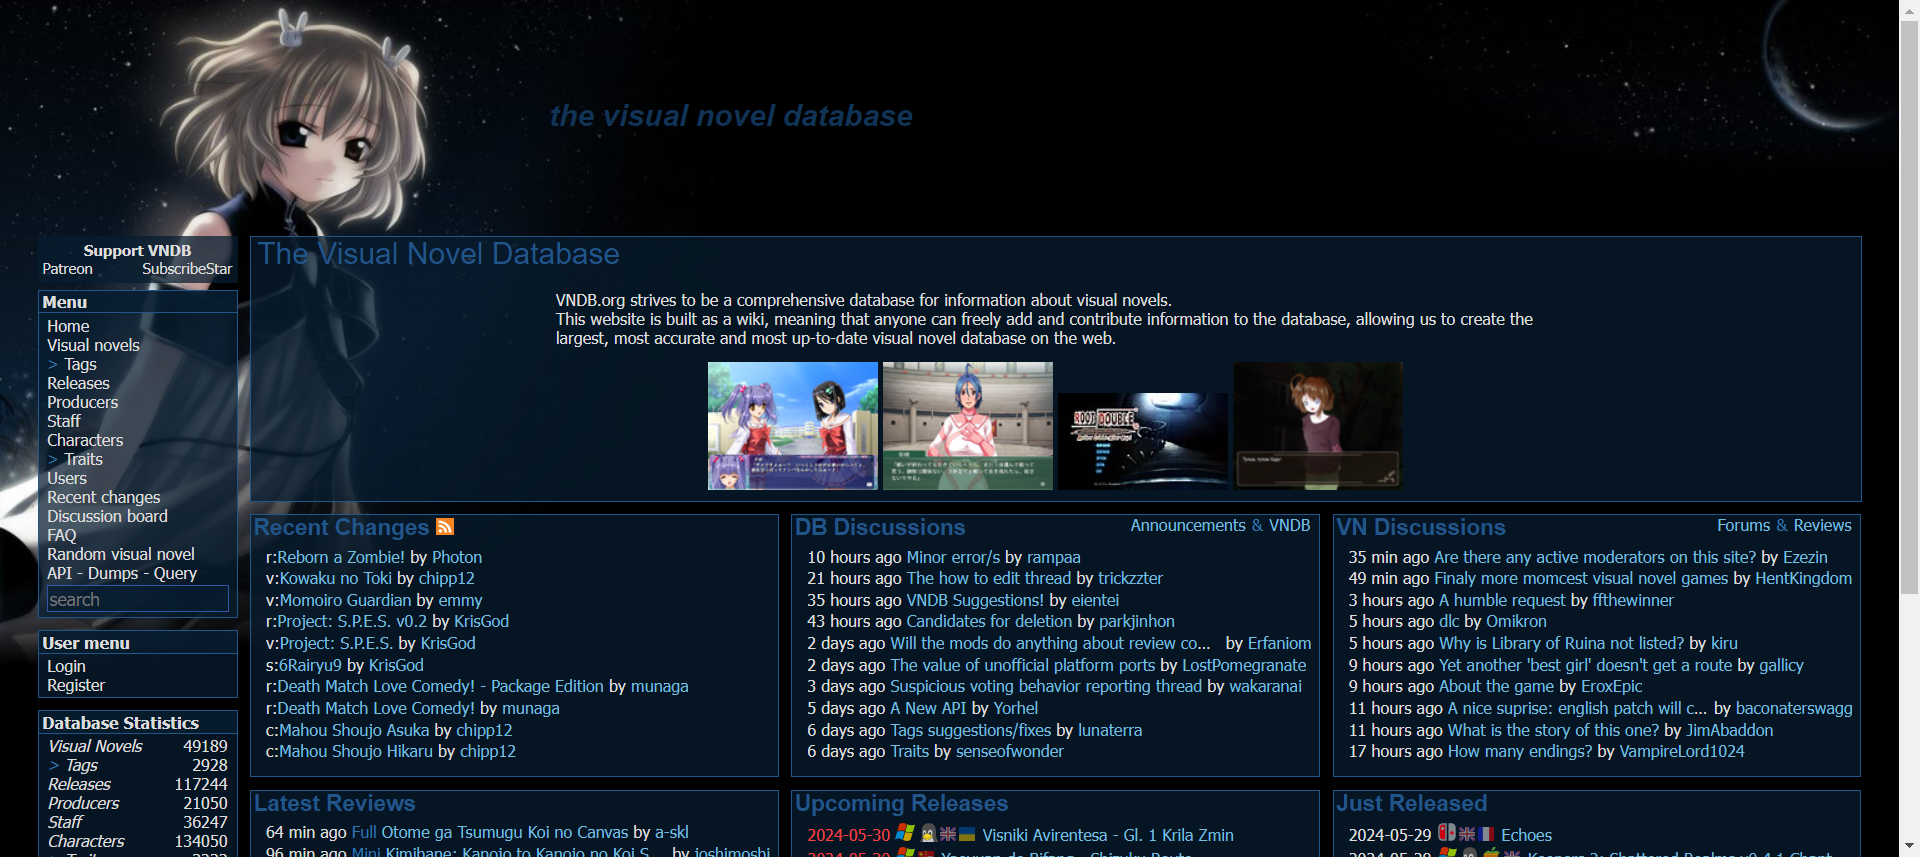 the visual novel database
Support VNDB
Patreon SubscribeStar
Menu
Home
Visual novels
> Tags
Releases
Producers
Staff
Characters
> Traits
Users
Recent changes
Discussion board
FAQ
Random visual novel
API - Dumps - Query
search
User menu
Login
Register
Database Statistics
Visual Novels 49189
> Tags 2928
Releases 117244
Producers 21050
Staff 36247
Characters 134050
The Visual Novel Database
VNDB.org strives to be a comprehensive database for information about visual novels.
This website is built as a wiki, meaning that anyone can freely add and contribute information to the database, allowing us to create the
largest, most accurate and most up-to-date visual novel database on the web.
ROOT DOUBLE
Recent Changes
r:Reborn a Zombie! by Photon
v:Kowaku no Toki by chipp12
v:Momoiro Guardian by emmy
r:Project: S.P.E.S. v0.2 by KrisGod
v:Project: S.P.E.S. by KrisGod
s:6Rairyu9 by KrisGod
r:Death Match Love Comedy! - Package Edition by munaga
r:Death Match Love Comedy! by munaga
c:Mahou Shoujo Asuka by chipp12
c:Mahou Shoujo Hikaru by chipp12
DB Discussions Announcements & VNDB
10 hours ago Minor error/s by rampaa
21 hours ago The how to edit thread by trickzzter
35 hours ago VNDB Suggestions! by eientei
43 hours ago Candidates for deletion by parkjinhon
2 days ago Will the mods do anything about review co... by Erfaniom
2 days ago The value of unofficial platform ports by LostPomegranate
3 days ago Suspicious voting behavior reporting thread by wakaranai
5 days ago A New API by Yorhel
6 days ago Tags suggestions/fixes by lunaterra
6 days ago Traits by senseofwonder
VN Discussions Forums & Reviews
35 min ago Are there any active moderators on this site? by Ezezin
49 min ago Finaly more momcest visual novel games by HentKingdom
3 hours ago A humble request by ffthewinner
5 hours ago dlc by Omikron
5 hours ago Why is Library of Ruina not listed? by kiru
9 hours ago Yet another 'best girl' doesn't get a route by gallicy
9 hours ago About the game by EroxEpic
11 hours ago A nice suprise: english patch will c... by baconaterswagg
11 hours ago What is the story of this one? by JimAbaddon
17 hours ago How many endings? by VampireLord1024
Latest Reviews
64 min ago Full Otome ga Tsumugu Koi no Canvas by a-skl
96 min ago Mini Kimihane: Kanojo to Kanojo no Koi S... by joshimoshi
Upcoming Releases
2024-05-30 Visniki Avirentesa - Gl. 1 Krila Zmin
Just Released
2024-05-29 Echoes